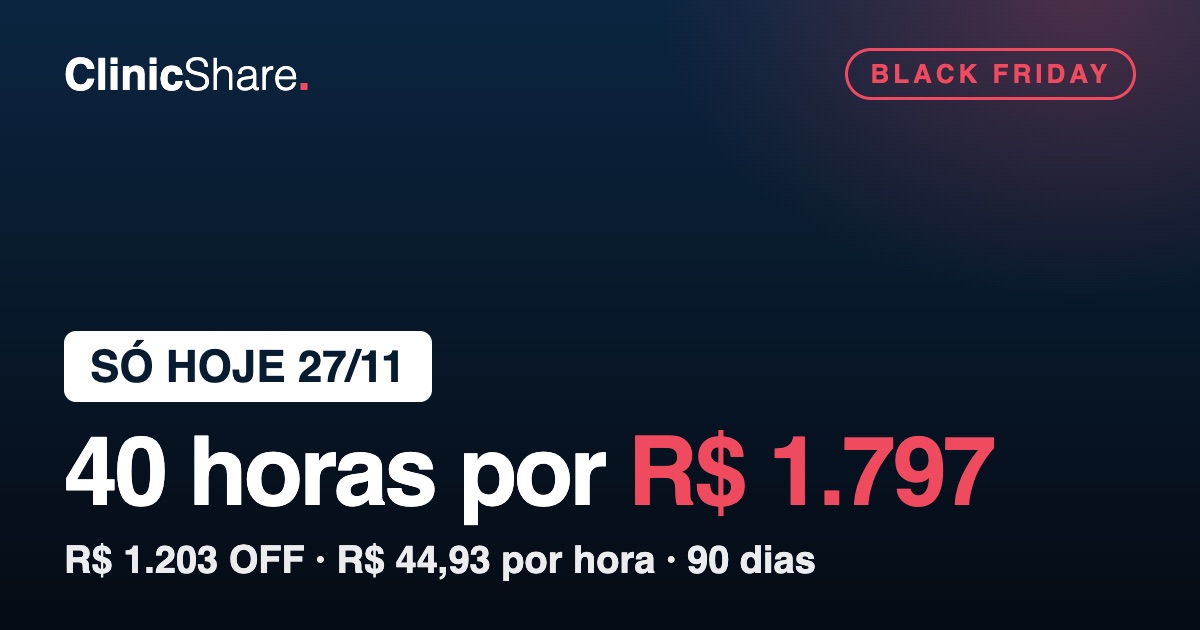 ClinicShare.
BLACK FRIDAY
SÓ HOJE 27/11
40 horas por R$ 1.797
R$ 1.203 OFF · R$ 44,93 por hora · 90 dias